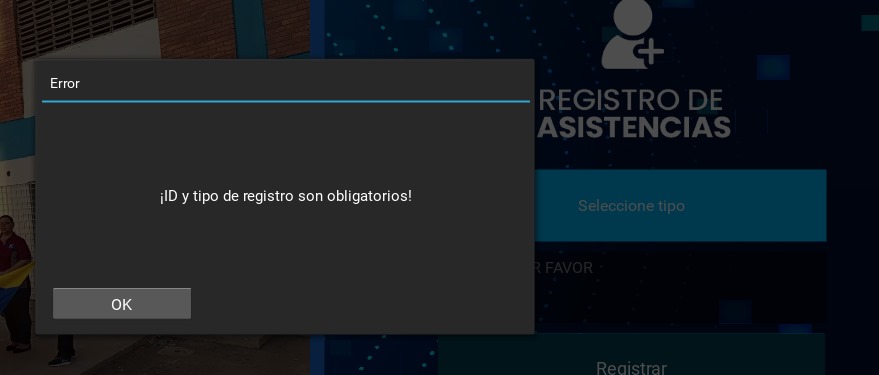 Error
¡ID y tipo de registro son obligatorios!
OK
REGISTRO DE
ASISTENCIAS
Seleccione tipo
R FAVOR
Registrar